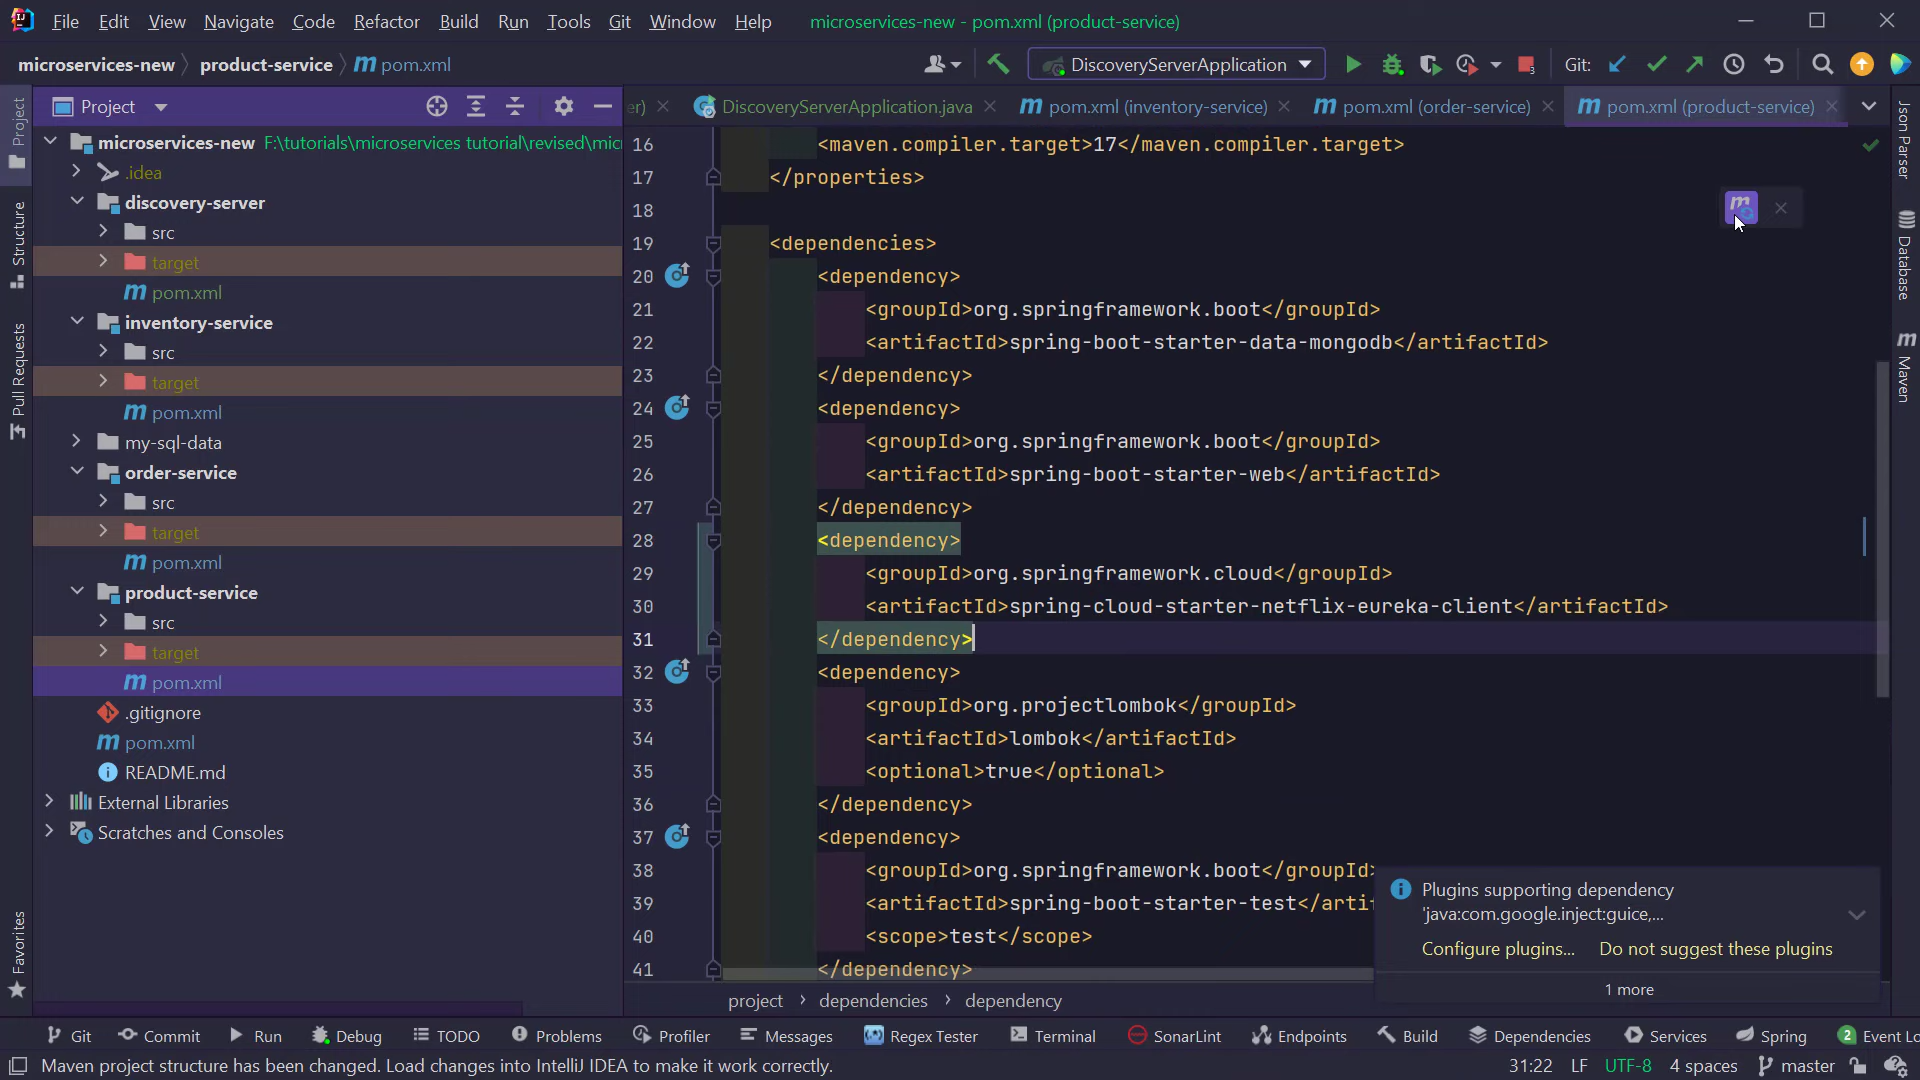 File Edit View Navigate Code Refactor Build Run Tools Git Window Help microservices-new - pom.xml (product-service)
microservices-new product-service pom.xml DiscoveryServerApplication Git:
Project er) DiscoveryServerApplication.java pom.xml (inventory-service) pom.xml (order-service) pom.xml (product-service)
Project
Structure
Pull Requests
Favorites
microservices-new F:\tutorials\microservices tutorial\revised\micr
.idea
discovery-server
src
target
pom.xml
inventory-service
src
target
pom.xml
my-sql-data
order-service
src
target
pom.xml
product-service
src
target
pom.xml
.gitignore
pom.xml
README.md
External Libraries
Scratches and Consoles
16 <maven.compiler.target>17</maven.compiler.target>
17 </properties>
18
19 <dependencies>
20 <dependency>
21 <groupId>org.springframework.boot</groupId>
22 <artifactId>spring-boot-starter-data-mongodb</artifactId>
23 </dependency>
24 <dependency>
25 <groupId>org.springframework.boot</groupId>
26 <artifactId>spring-boot-starter-web</artifactId>
27 </dependency>
28 <dependency>
29 <groupId>org.springframework.cloud</groupId>
30 <artifactId>spring-cloud-starter-netflix-eureka-client</artifactId>
31 </dependency>
32 <dependency>
33 <groupId>org.projectlombok</groupId>
34 <artifactId>lombok</artifactId>
35 <optional>true</optional>
36 </dependency>
37 <dependency>
38 <groupId>org.springframework.boot</groupId>
39 <artifactId>spring-boot-starter-test</artif
40 <scope>test</scope>
41 </dependency>
Json Parser
Database
m Maven
Plugins supporting dependency
'java:com.google.inject:guice,...
Configure plugins... Do not suggest these plugins
1 more
project › dependencies › dependency
Git Commit Run Debug TODO Problems Profiler Messages Regex Tester Terminal SonarLint Endpoints Build Dependencies Services Spring 2 Event Lo
Maven project structure has been changed. Load changes into IntelliJ IDEA to make it work correctly. 31:22 LF UTF-8 4 spaces master